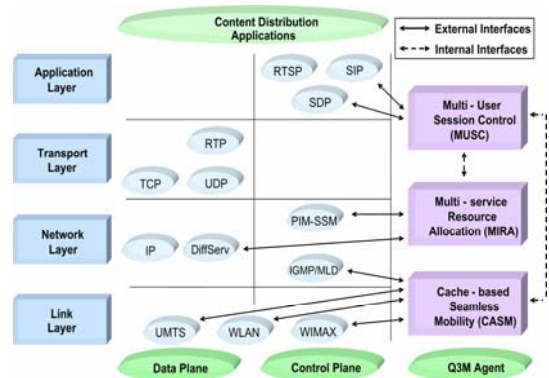 Content Distribution
Applications
External Interfaces
Internal Interfaces
Application
Layer
RTSP
SIP
SDP
Multi - User
Session Control
(MUSC)
Transport
Layer
RTP
TCP
UDP
Network
Layer
IP
DiffServ
PIM-SSM
IGMP/MLD
Multi - service
Resource
Allocation (MIRA)
Link
Layer
UMTS
WLAN
WIMAX
Cache - based
Seamless
Mobility (CASM)
Data Plane
Control Plane
Q3M Agent